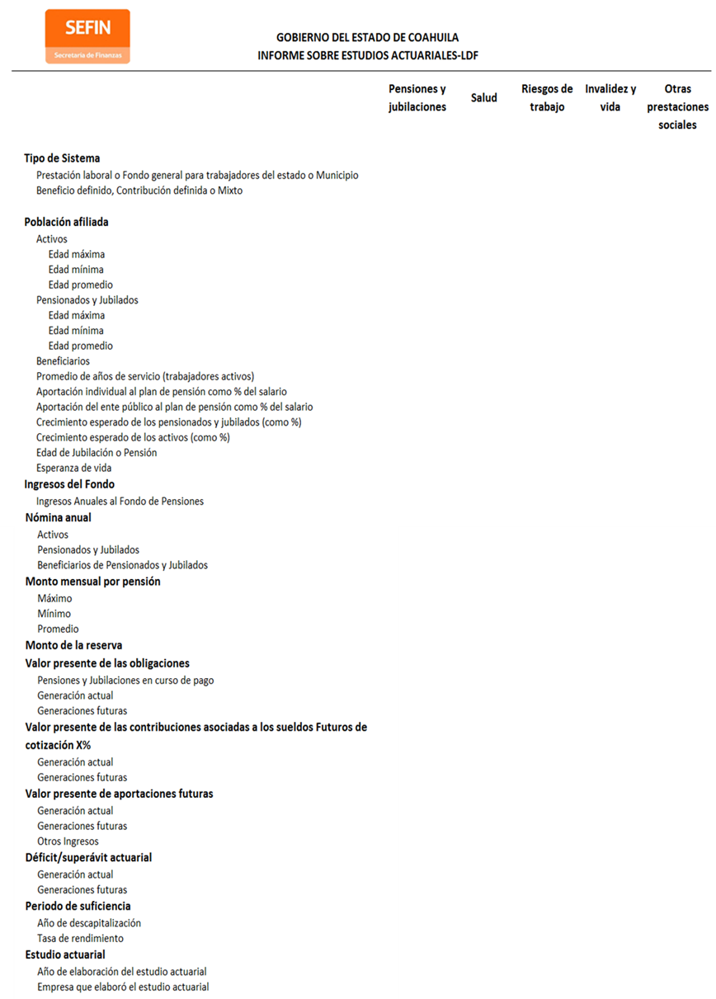 SEFIN
Secretaría de Finanzas
GOBIERNO DEL ESTADO DE COAHUILA
INFORME SOBRE ESTUDIOS ACTUARIALES-LDF
Pensiones y jubilaciones
Salud
Riesgos de trabajo
Invalidez y vida
Otras prestaciones sociales
Tipo de Sistema
Prestación laboral o Fondo general para trabajadores del estado o Municipio
Beneficio definido, Contribución definida o Mixto
Población afiliada
Activos
Edad máxima
Edad mínima
Edad promedio
Pensionados y Jubilados
Edad máxima
Edad mínima
Edad promedio
Beneficiarios
Promedio de años de servicio (trabajadores activos)
Aportación individual al plan de pensión como % del salario
Aportación del ente público al plan de pensión como % del salario
Crecimiento esperado de los pensionados y jubilados (como %)
Crecimiento esperado de los activos (como %)
Edad de Jubilación o Pensión
Esperanza de vida
Ingresos del Fondo
Ingresos Anuales al Fondo de Pensiones
Nómina anual
Activos
Pensionados y Jubilados
Beneficiarios de Pensionados y Jubilados
Monto mensual por pensión
Máximo
Mínimo
Promedio
Monto de la reserva
Valor presente de las obligaciones
Pensiones y Jubilaciones en curso de pago
Generación actual
Generaciones futuras
Valor presente de las contribuciones asociadas a los sueldos Futuros de
cotización X%
Generación actual
Generaciones futuras
Valor presente de aportaciones futuras
Generación actual
Generaciones futuras
Otros Ingresos
Déficit/superávit actuarial
Generación actual
Generaciones futuras
Periodo de suficiencia
Año de descapitalización
Tasa de rendimiento
Estudio actuarial
Año de elaboración del estudio actuarial
Empresa que elaboró el estudio actuarial